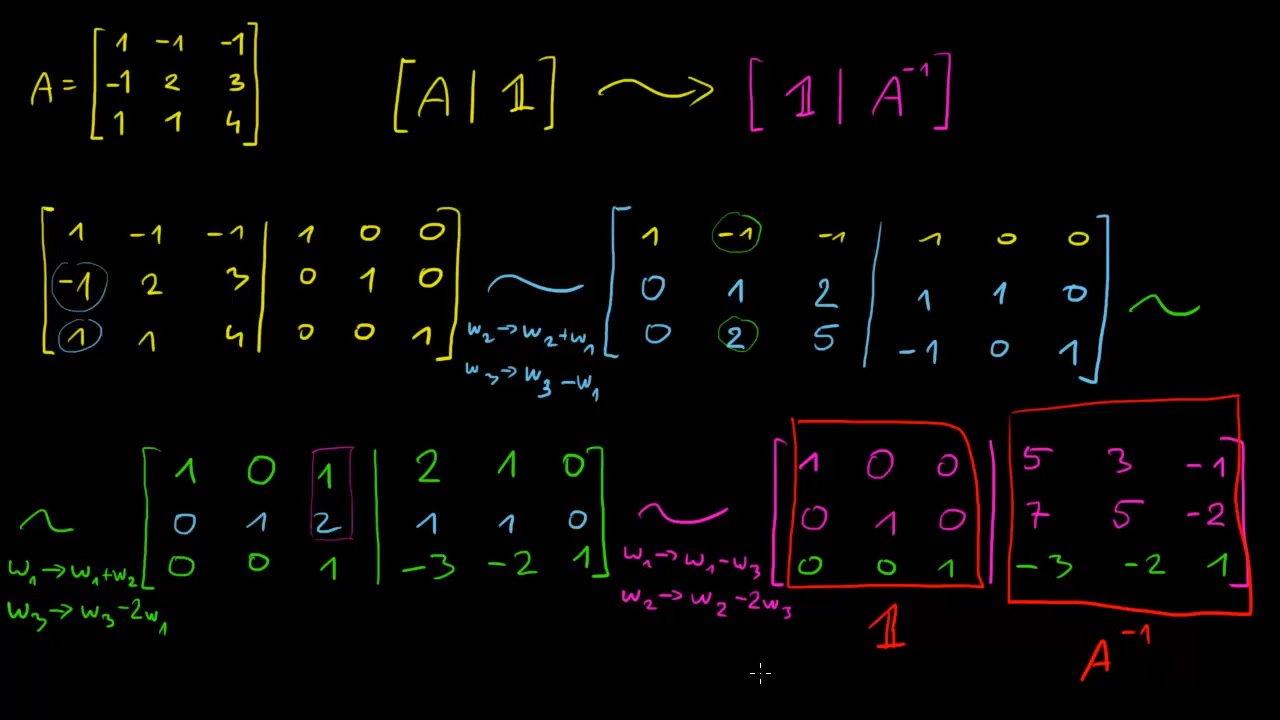 A = [ 1 -1 -1 ]
[ -1 2 3 ]
[ 1 1 4 ]
[ A | 𝟙 ] ⟿ [ 𝟙 | A⁻¹ ]
[ 1 -1 -1 | 1 0 0 ]
[ -1 2 3 | 0 1 0 ]
[ 1 1 4 | 0 0 1 ]
~
w₂ → w₂ + w₁
w₃ → w₃ - w₁
[ 1 -1 -1 | 1 0 0 ]
[ 0 1 2 | 1 1 0 ]
[ 0 2 5 | -1 0 1 ]
~
~
w₁ → w₁ + w₂
w₃ → w₃ - 2w₁
[ 1 0 1 | 2 1 0 ]
[ 0 1 2 | 1 1 0 ]
[ 0 0 1 | -3 -2 1 ]
~
w₁ → w₁ - w₃
w₂ → w₂ - 2w₃
[ 1 0 0 | 5 3 -1 ]
[ 0 1 0 | 7 5 -2 ]
[ 0 0 1 | -3 -2 1 ]
𝟙 A⁻¹